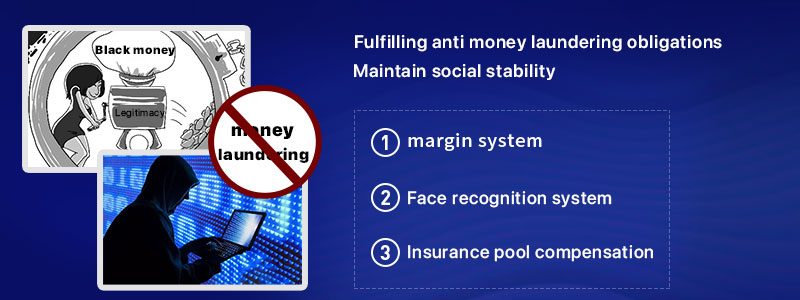 Black money
Legitimacy
money
laundering
Fulfilling anti money laundering obligations
Maintain social stability
1 margin system
2 Face recognition system
3 Insurance pool compensation